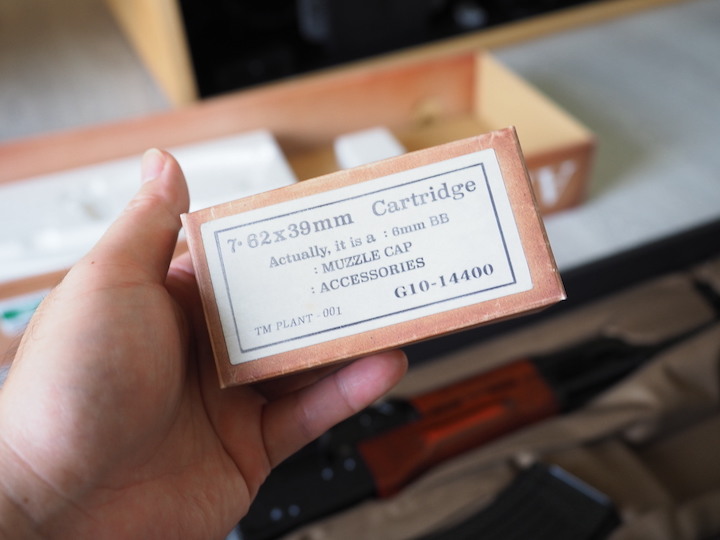 7.62x39mm Cartridge
Actually, it is a : 6mm BB
: MUZZLE CAP
: ACCESSORIES
G10-14400
TM PLANT - 001